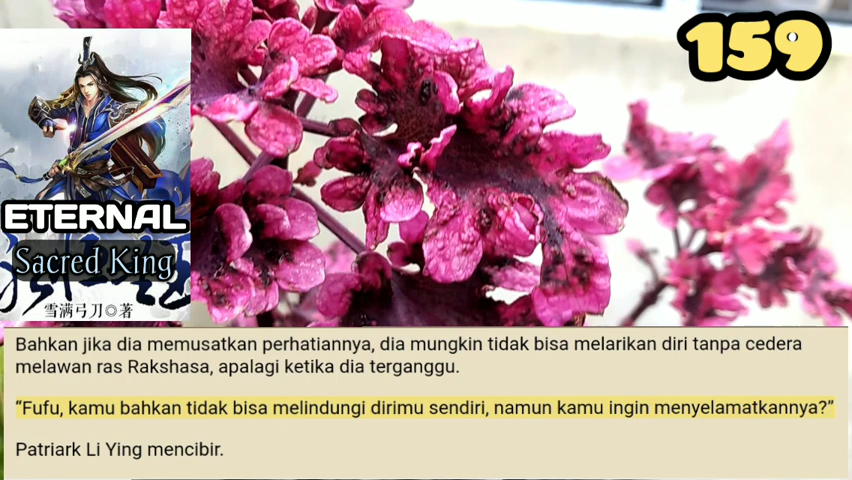 159
ETERNAL
Sacred King
雪满弓刀◎著
Bahkan jika dia memusatkan perhatiannya, dia mungkin tidak bisa melarikan diri tanpa cedera
melawan ras Rakshasa, apalagi ketika dia terganggu.
“Fufu, kamu bahkan tidak bisa melindungi dirimu sendiri, namun kamu ingin menyelamatkannya?”
Patriark Li Ying mencibir.